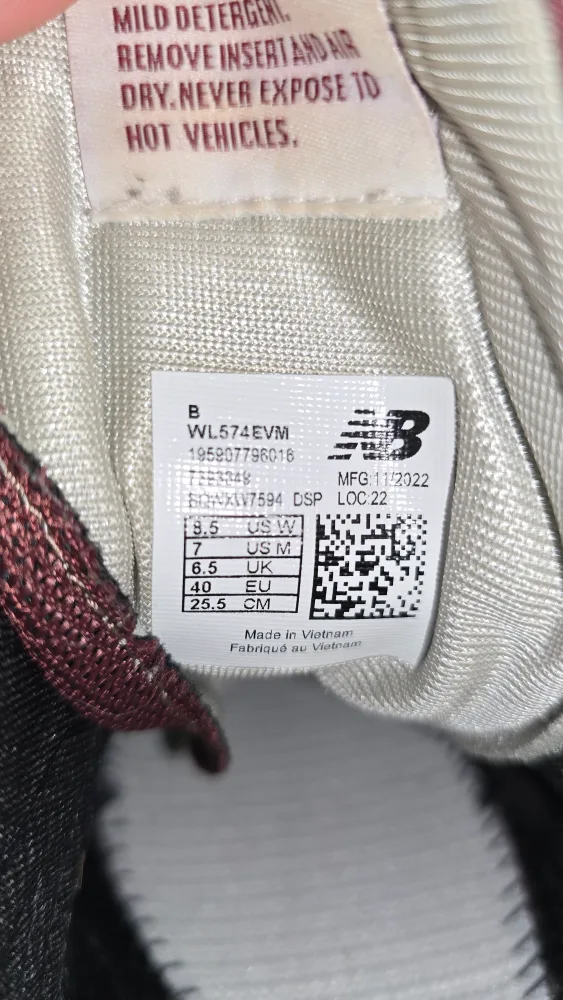 MILD DETERGENT.
REMOVE INSERT AND AIR
DRY. NEVER EXPOSE TO
HOT VEHICLES.
B
WL574EVM
NB
195907796016
MFG:11/2022
DSP LOC:22
8.5 US W
7 US M
6.5 UK
40 EU
25.5 CM
Made in Vietnam
Fabriqué au Vietnam